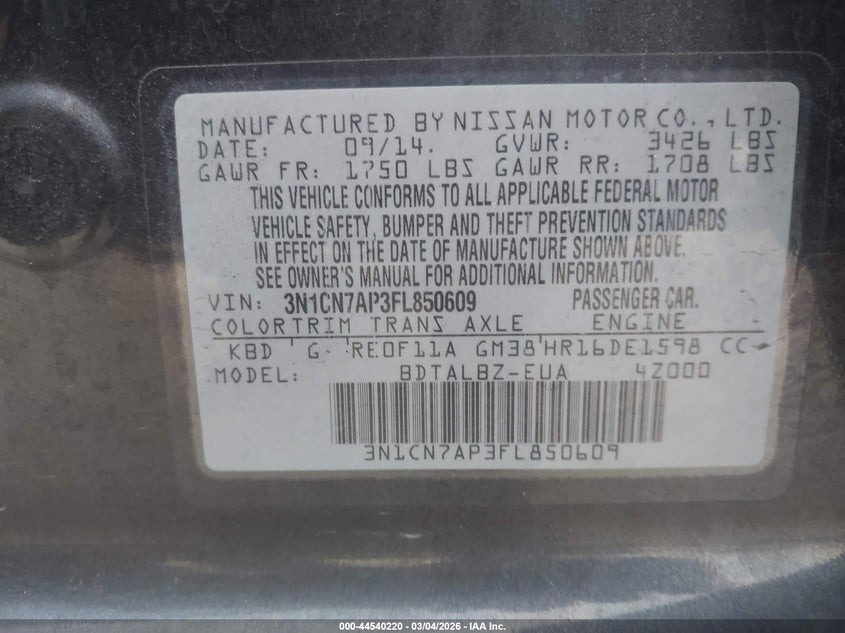 MANUFACTURED BY NISSAN MOTOR CO., LTD.
DATE: 09/14. GVWR: 3426 LBS
GAWR FR: 1750 LBS GAWR RR: 1708 LBS
THIS VEHICLE CONFORMS TO ALL APPLICABLE FEDERAL MOTOR
VEHICLE SAFETY, BUMPER AND THEFT PREVENTION STANDARDS
IN EFFECT ON THE DATE OF MANUFACTURE SHOWN ABOVE.
SEE OWNER'S MANUAL FOR ADDITIONAL INFORMATION.
VIN: 3N1CN7AP3FL850609 PASSENGER CAR.
COLORTRIM TRANS AXLE ENGINE
KBD G RE0F11A GM38 HR16DE1598 CC
MODEL: BDTALBZ-EUA 4Z000
3N1CN7AP3FL850609
000-44540220 - 03/04/2026 - IAA Inc.